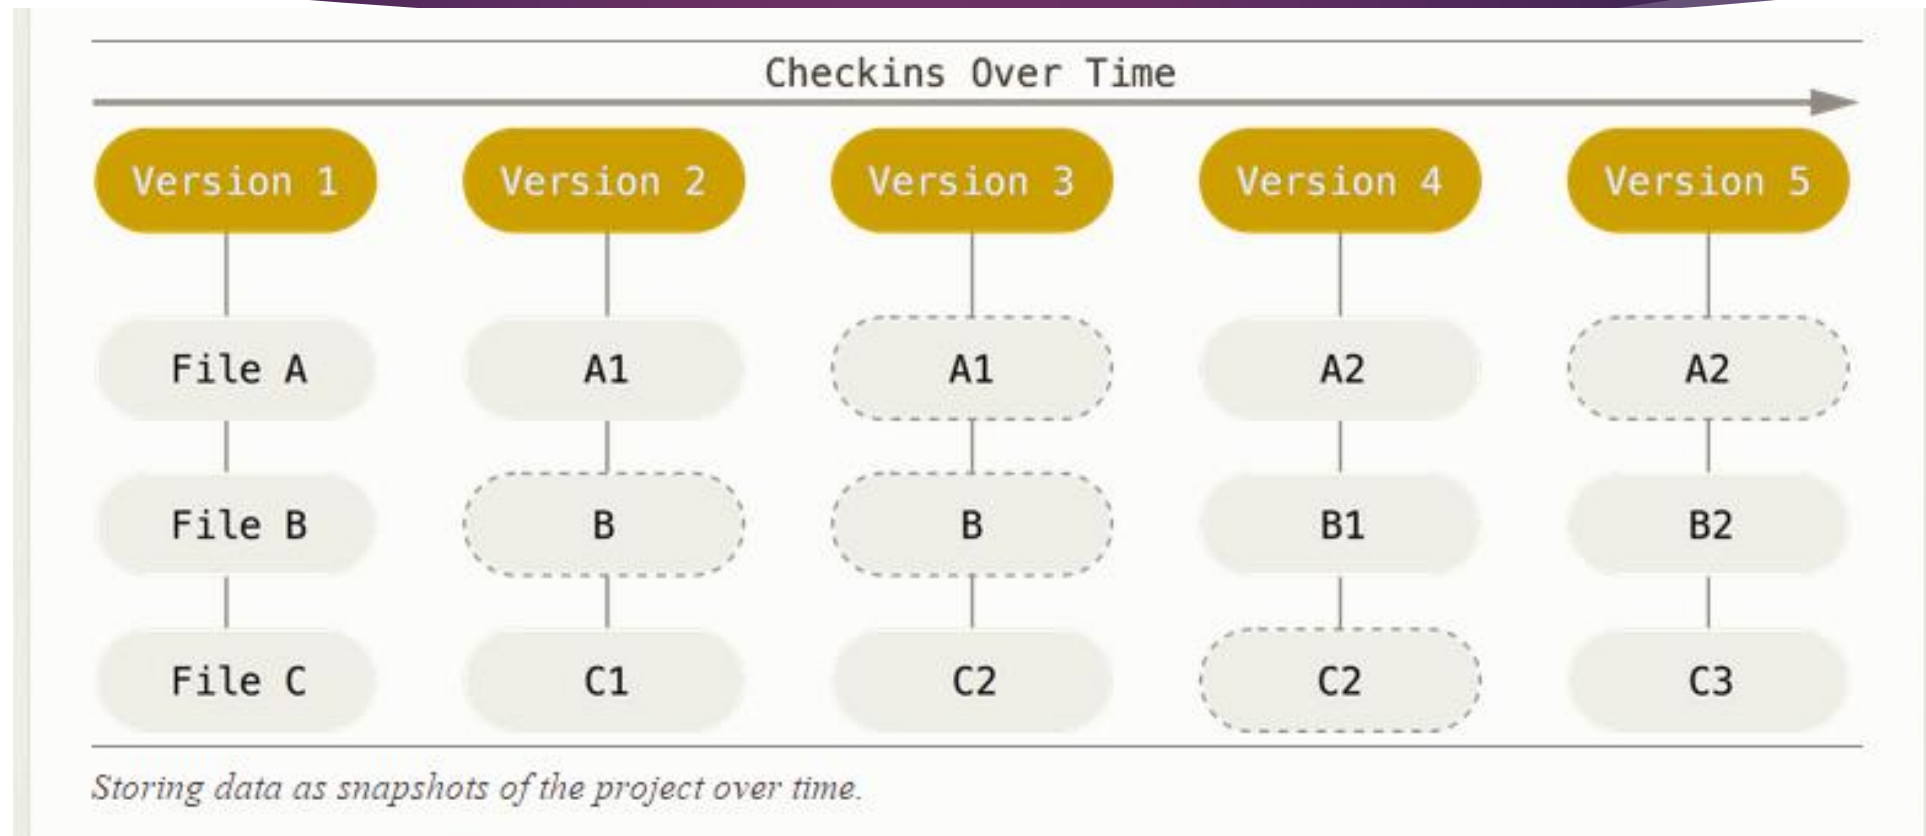 Checkins Over Time
Version 1 Version 2 Version 3 Version 4 Version 5
File A A1 A1 A2 A2
File B B B B1 B2
File C C1 C2 C2 C3
Storing data as snapshots of the project over time.